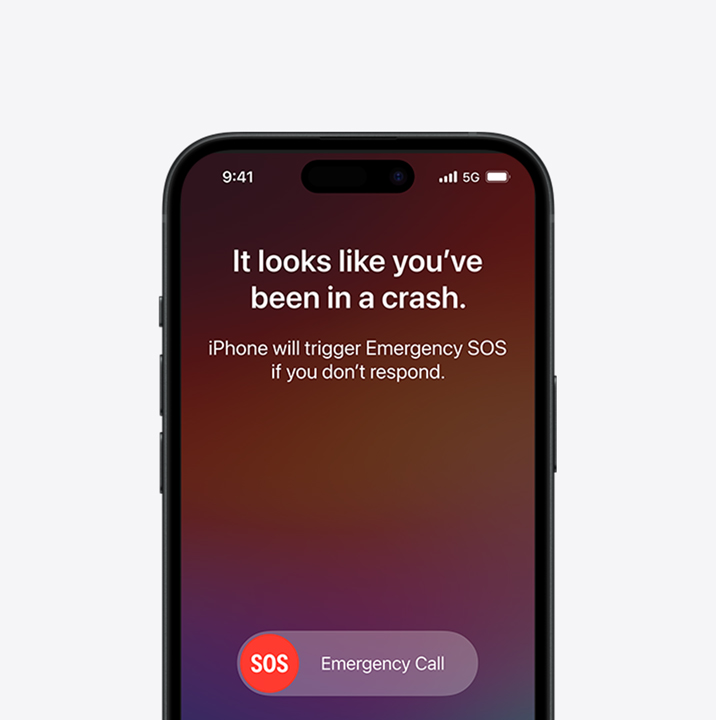 9:41 5G
It looks like you’ve
been in a crash.
iPhone will trigger Emergency SOS
if you don’t respond.
SOS Emergency Call